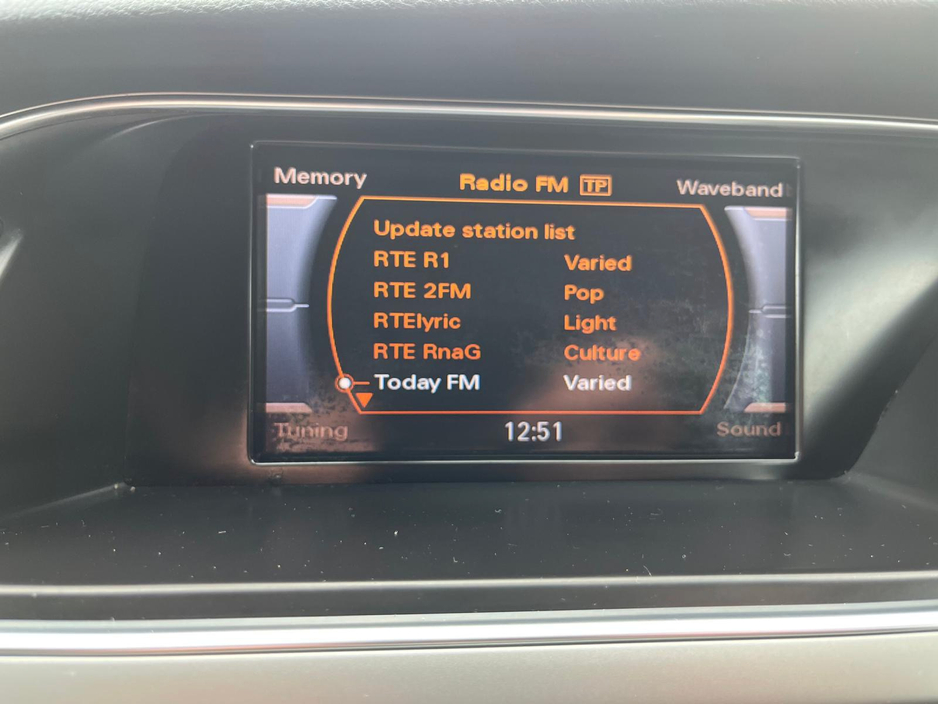 Memory Radio FM TP Waveband
Update station list
RTE R1 Varied
RTE 2FM Pop
RTElyric Light
RTE RnaG Culture
Today FM Varied
Tuning 12:51 Sound